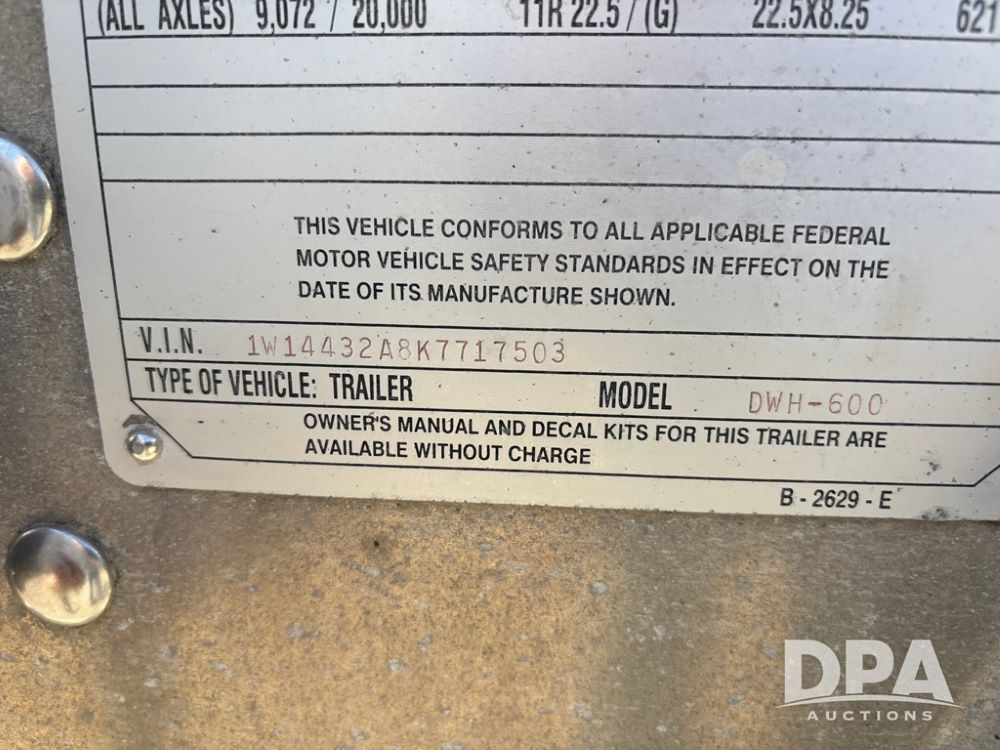 (ALL AXLES) 9,072 / 20,000 11R 22.5 / (G) 22.5X8.25 621
THIS VEHICLE CONFORMS TO ALL APPLICABLE FEDERAL
MOTOR VEHICLE SAFETY STANDARDS IN EFFECT ON THE
DATE OF ITS MANUFACTURE SHOWN.
V.I.N. 1W14432A8K7717503
TYPE OF VEHICLE: TRAILER MODEL DWH-600
OWNER'S MANUAL AND DECAL KITS FOR THIS TRAILER ARE
AVAILABLE WITHOUT CHARGE
B - 2629 - E
DPA
AUCTIONS